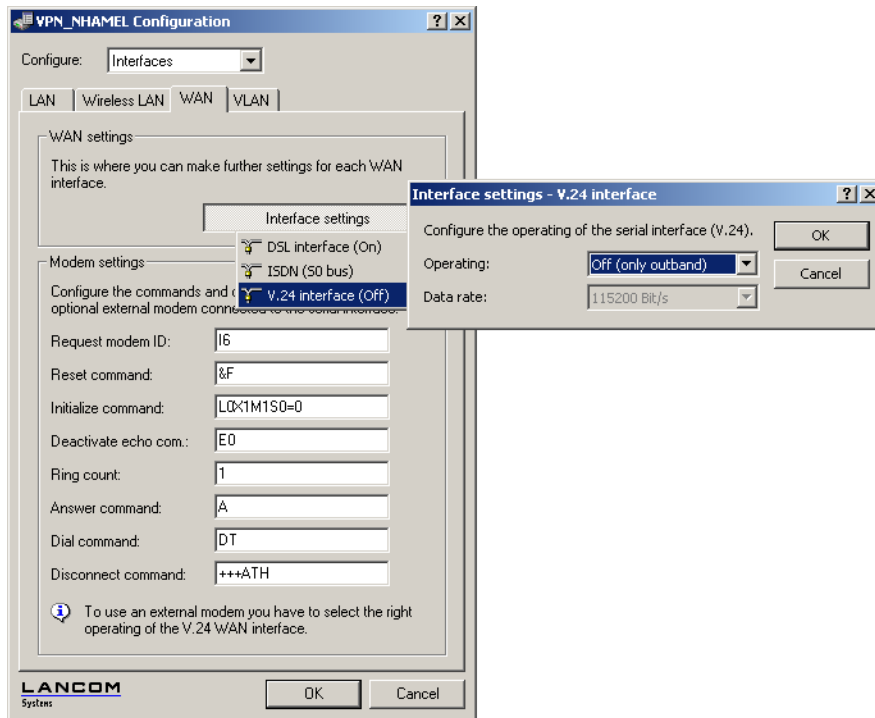 VPN_NHAMEL Configuration
Configure: Interfaces
LAN Wireless LAN WAN VLAN
WAN settings
This is where you can make further settings for each WAN
interface.
Interface settings
DSL interface (On)
ISDN (S0 bus)
V.24 interface (Off)
Modem settings
Configure the commands and
optional external modem connected to the serial interface.
Request modem ID: I6
Reset command: &F
Initialize command: L0X1M1S0=0
Deactivate echo com.: E0
Ring count: 1
Answer command: A
Dial command: DT
Disconnect command: +++ATH
To use an external modem you have to select the right
operating of the V.24 WAN interface.
LANCOM
Systems
OK Cancel
Interface settings - V.24 interface
Configure the operating of the serial interface (V.24).
OK
Operating: Off (only outband)
Cancel
Data rate: 115200 Bit/s